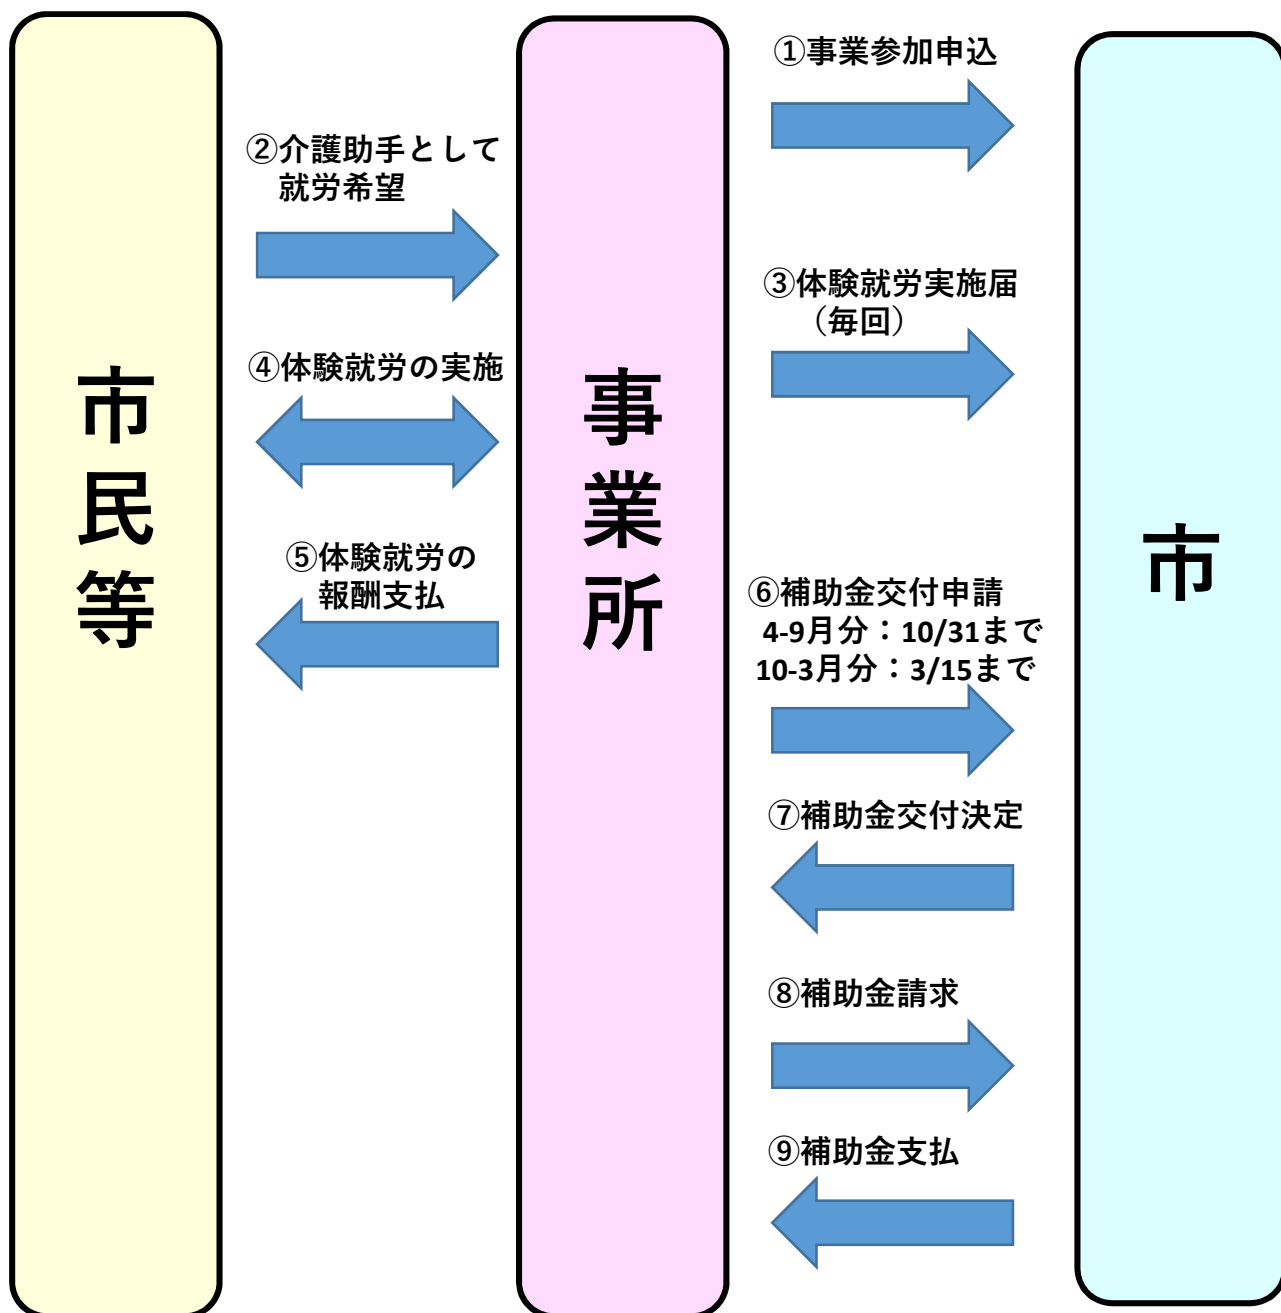 市民等
事業所
市
①事業参加申込
②介護助手として
就労希望
③体験就労実施届
（毎回）
④体験就労の実施
⑤体験就労の
報酬支払
⑥補助金交付申請
4-9月分：10/31まで
10-3月分：3/15まで
⑦補助金交付決定
⑧補助金請求
⑨補助金支払